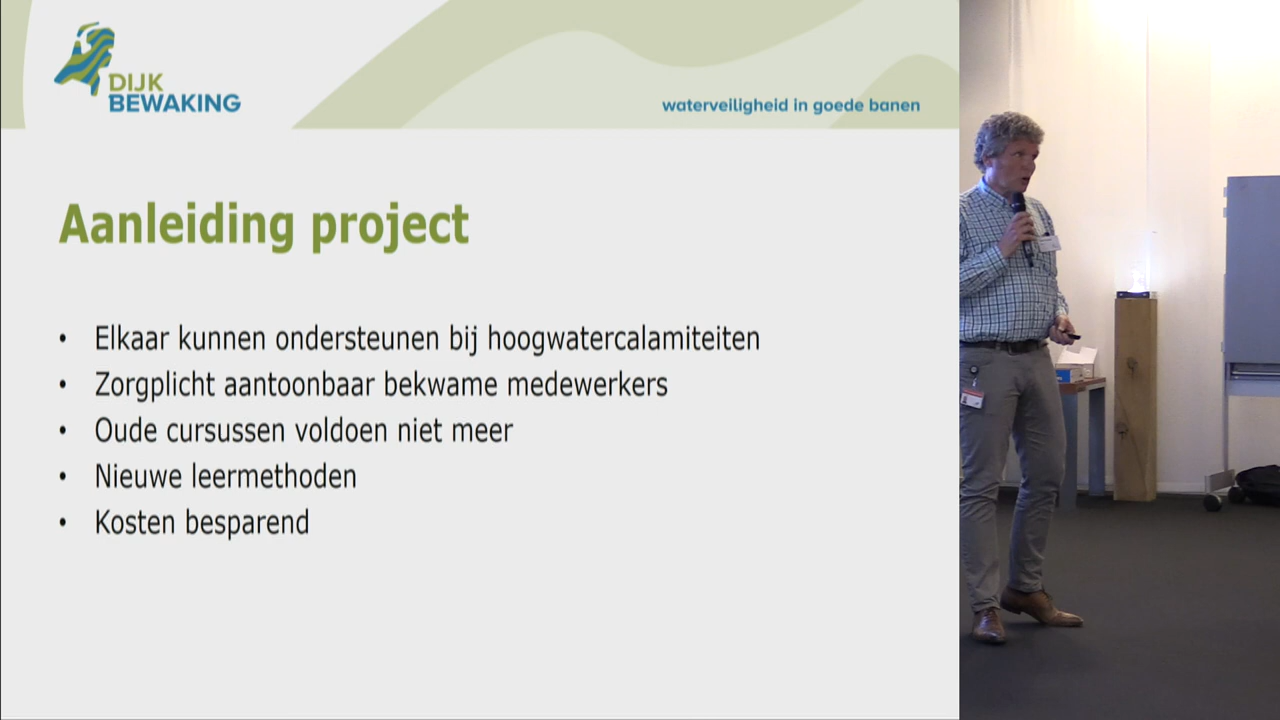 DIJK
BEWAKING
waterveiligheid in goede banen
Aanleiding project
• Elkaar kunnen ondersteunen bij hoogwatercalamiteiten
• Zorgplicht aantoonbaar bekwame medewerkers
• Oude cursussen voldoen niet meer
• Nieuwe leermethoden
• Kosten besparend